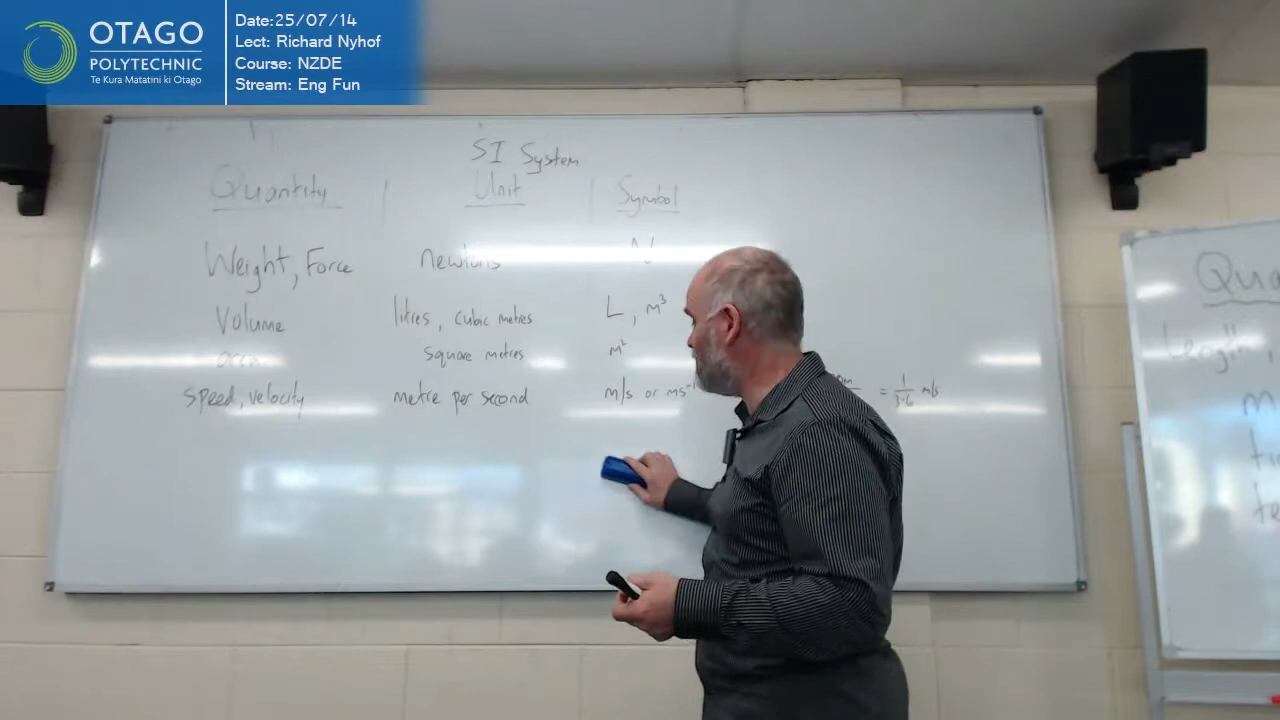 OTAGO
POLYTECHNIC
Te Kura Matatini ki Otago
Date:25/07/14
Lect: Richard Nyhof
Course: NZDE
Stream: Eng Fun
SI System
Quantity Unit Symbol
Weight, Force newtons N
Volume litres, cubic metres L, m³
area square metres m²
speed, velocity metre per second m/s or ms⁻¹ = 1/3.6 m/s
Length,